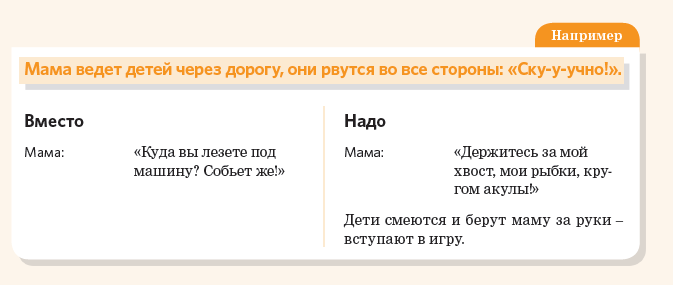 Например
Мама ведет детей через дорогу, они рвутся во все стороны: «Ску-у-учно!».
Вместо
Мама:
«Куда вы лезете под
машину? Собьет же!»
Надо
Мама:
«Держитесь за мой
хвост, мои рыбки, кру-
гом акулы!»
Дети смеются и берут маму за руки –
вступают в игру.